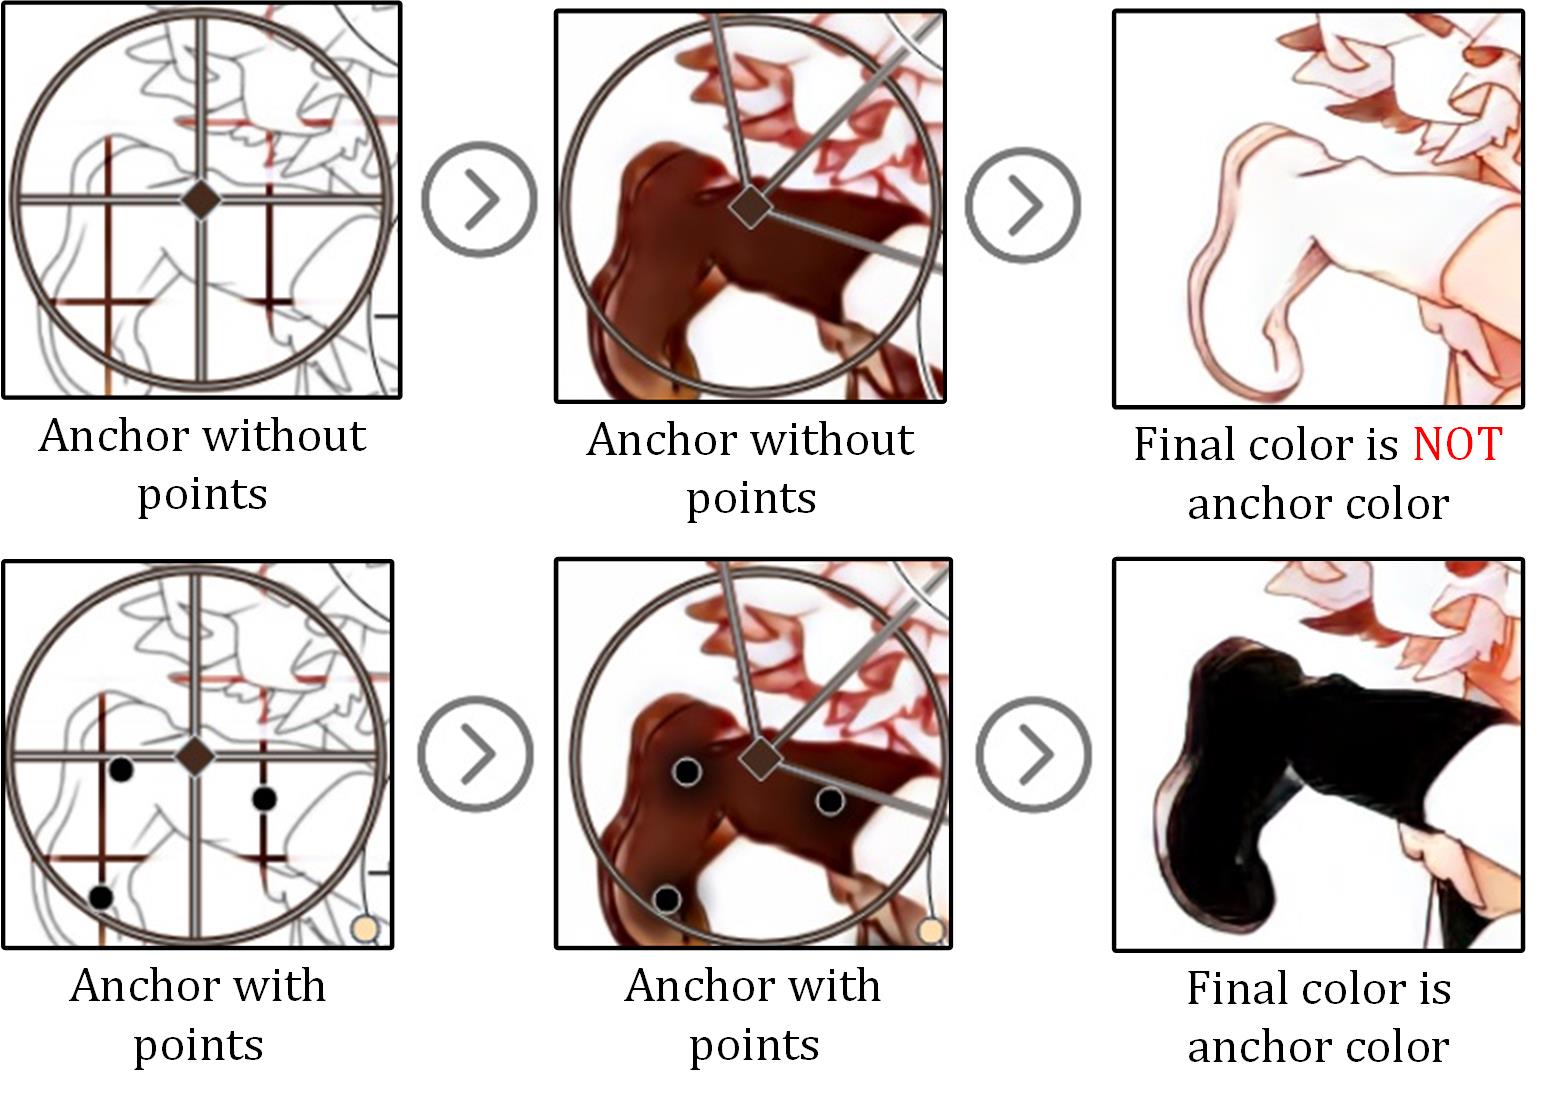 Anchor without
points
Anchor without
points
Final color is NOT
anchor color
Anchor with
points
Anchor with
points
Final color is
anchor color